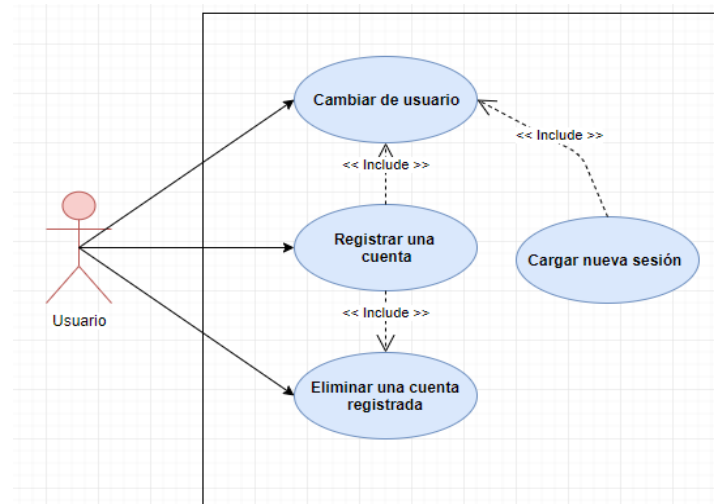 Cambiar de usuario
<< Include >>
<< Include >>
Registrar una
cuenta
Cargar nueva sesión
<< Include >>
Usuario
Eliminar una cuenta
registrada